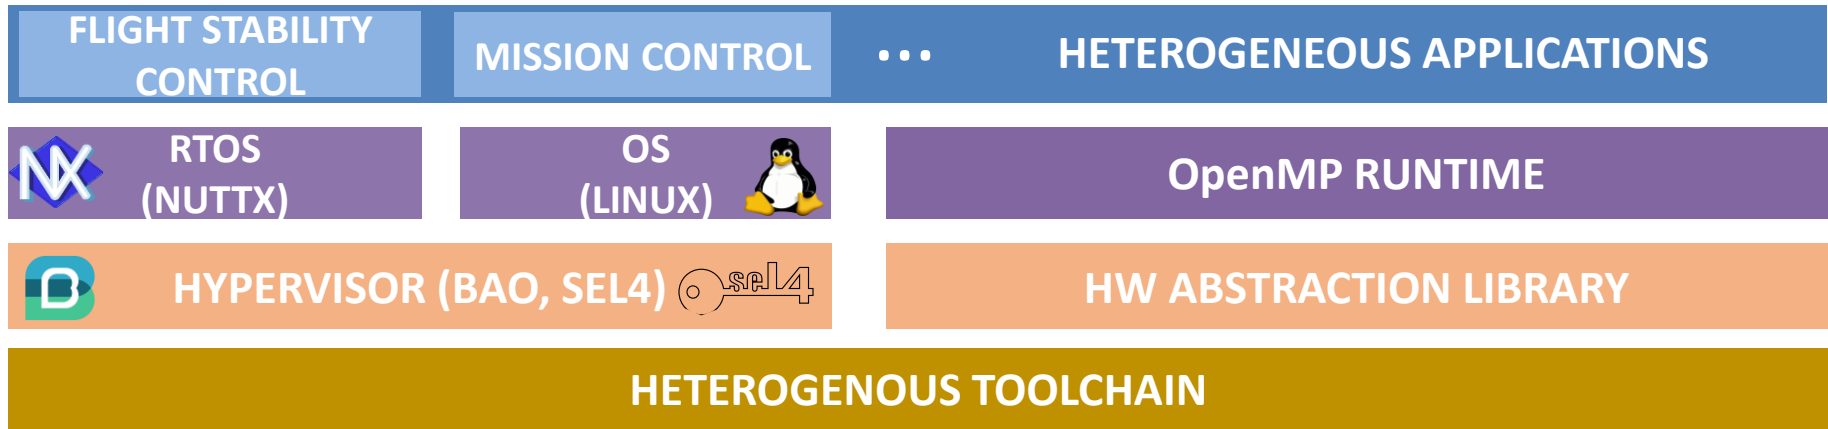 FLIGHT STABILITY
CONTROL
MISSION CONTROL
...
HETEROGENEOUS APPLICATIONS
NX
RTOS
(NUTTX)
OS
(LINUX)
OpenMP RUNTIME
B
HYPERVISOR (BAO, SEL4)
seL4
HW ABSTRACTION LIBRARY
HETEROGENOUS TOOLCHAIN